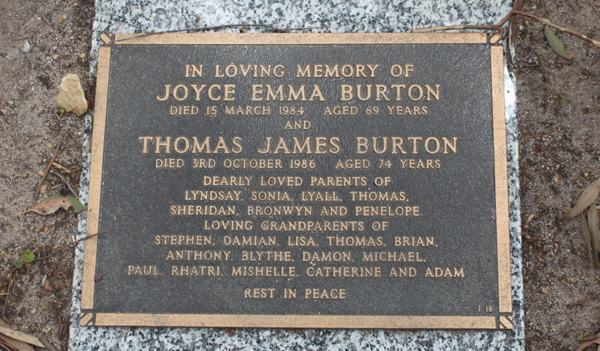 IN LOVING MEMORY OF
JOYCE EMMA BURTON
DIED 15 MARCH 1984 AGED 69 YEARS
AND
THOMAS JAMES BURTON
DIED 3RD OCTOBER 1986 AGED 74 YEARS
DEARLY LOVED PARENTS OF
LYNDSAY, SONIA, LYALL, THOMAS,
SHERIDAN, BRONWYN AND PENELOPE.
LOVING GRANDPARENTS OF
STEPHEN, DAMIAN, LISA, THOMAS, BRIAN,
ANTHONY, BLYTHE, DAMON, MICHAEL,
PAUL, RHATRI, MISHELLE, CATHERINE AND ADAM
REST IN PEACE